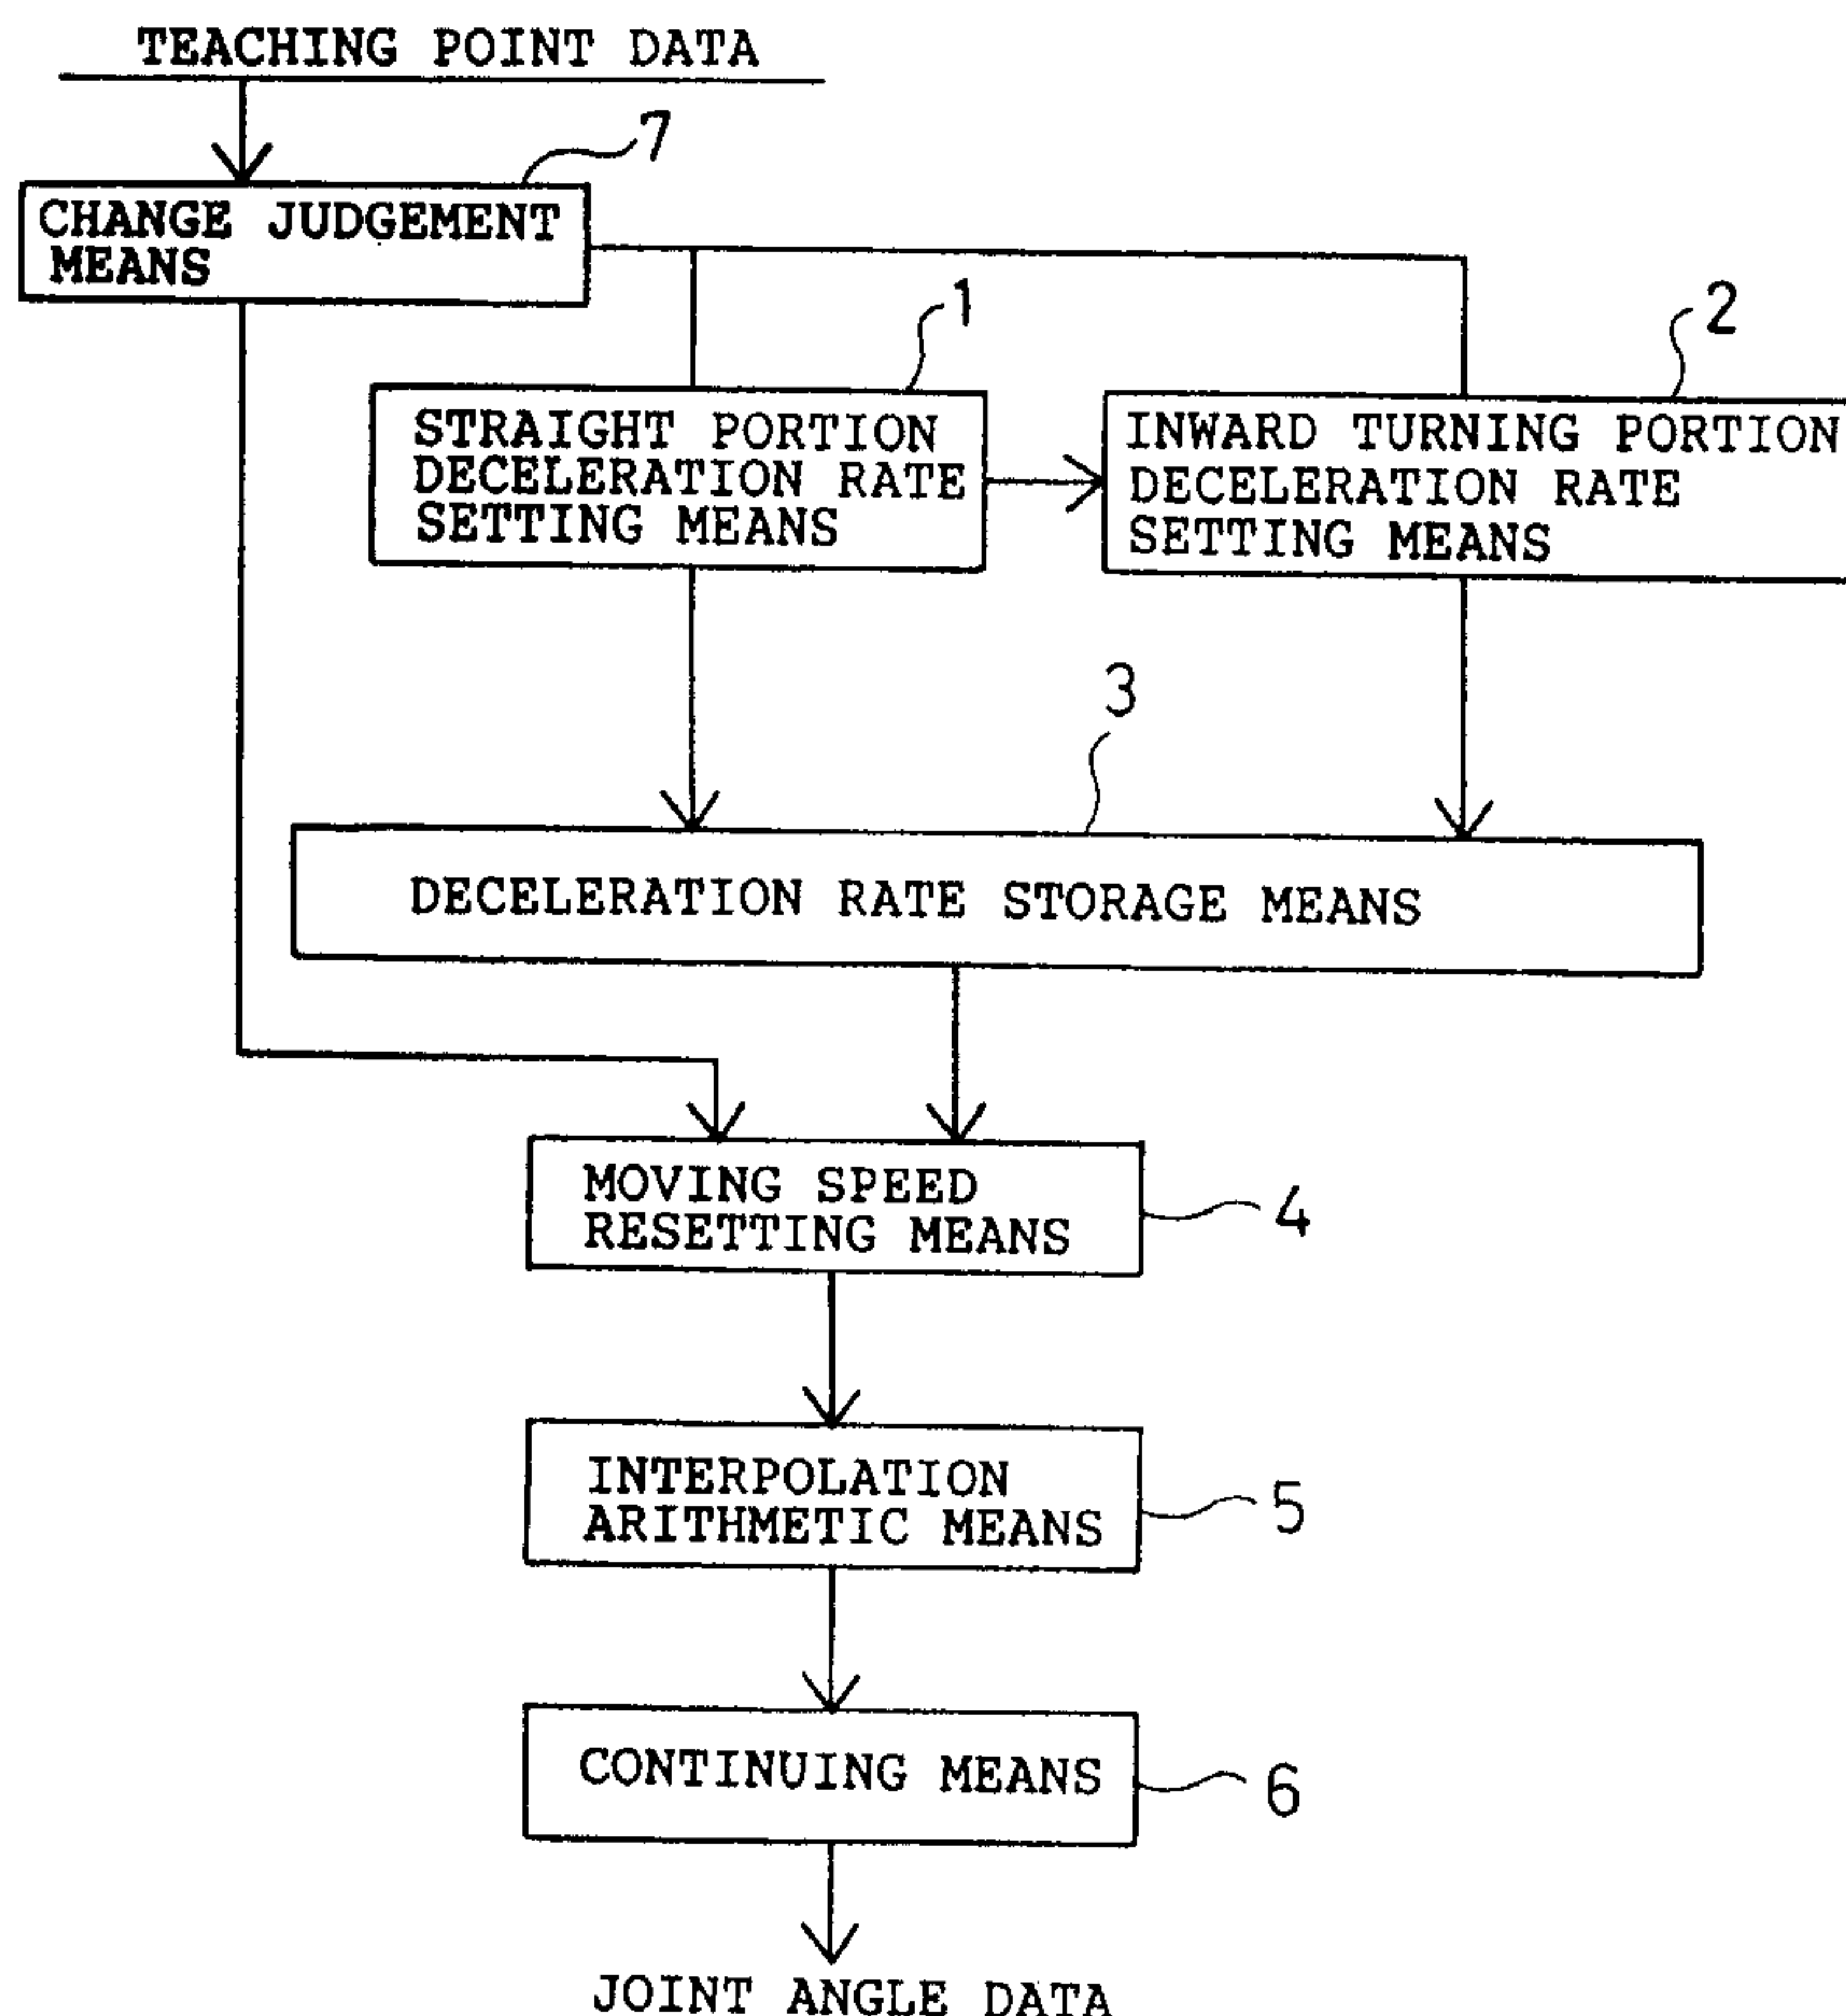 TEACHING POINT DATA
7
CHANGE JUDGEMENT
MEANS
1
2
STRAIGHT PORTION
DECELERATION RATE
SETTING MEANS
INWARD TURNING PORTION
DECELERATION RATE
SETTING MEANS
3
DECELERATION RATE STORAGE MEANS
MOVING SPEED
RESETTING MEANS
4
INTERPOLATION
ARITHMETIC MEANS
5
CONTINUING MEANS
6
JOINT ANGLE DATA